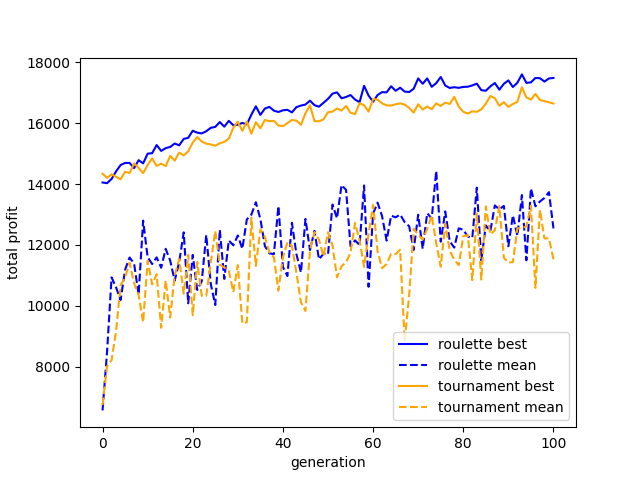 18000
16000
14000
12000
10000
8000
total profit
0
20
40
60
80
100
generation
roulette best
roulette mean
tournament best
tournament mean